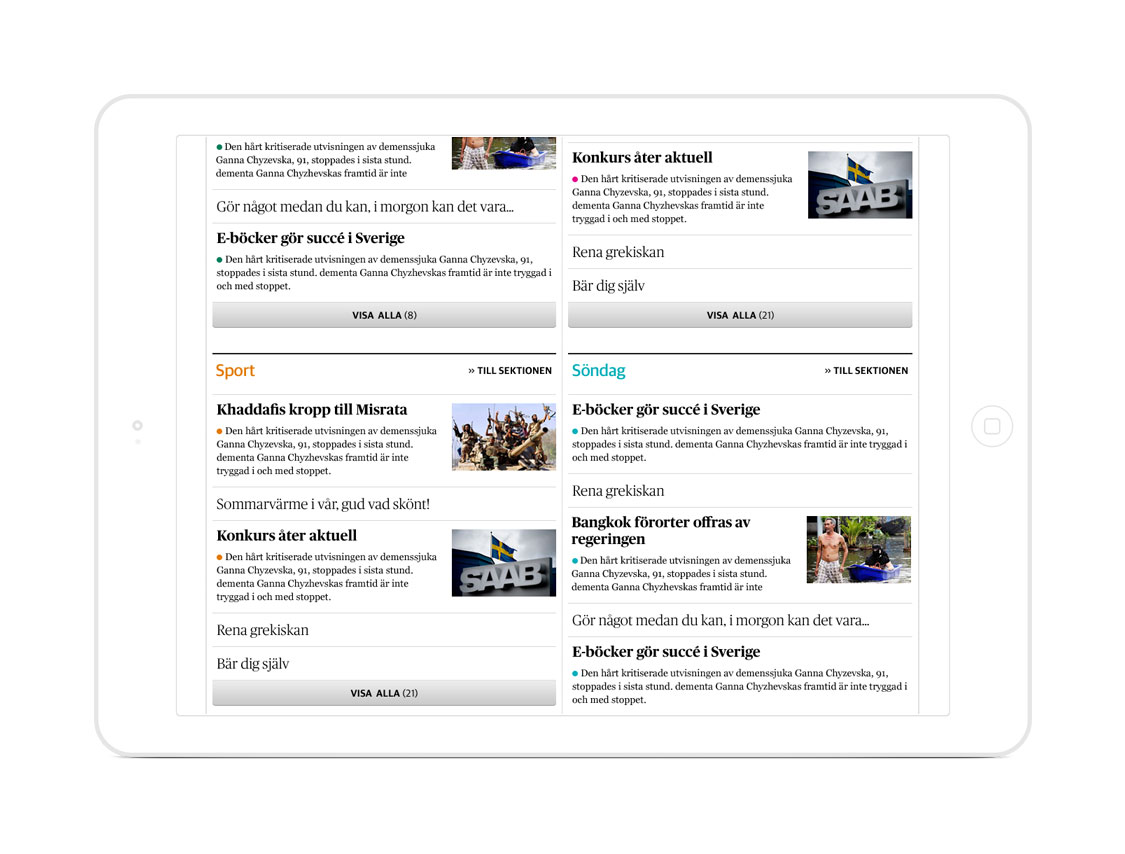 Den hårt kritiserade utvisningen av demenssjuka
Ganna Chyzevska, 91, stoppades i sista stund.
dementa Ganna Chyzhevskas framtid är inte
Gör något medan du kan, i morgon kan det vara...
E-böcker gör succé i Sverige
Den hårt kritiserade utvisningen av demenssjuka Ganna Chyzevska, 91,
stoppades i sista stund. dementa Ganna Chyzhevskas framtid är inte tryggad i
och med stoppet.
VISA ALLA (8)
Konkurs åter aktuell
Den hårt kritiserade utvisningen av demenssjuka
Ganna Chyzevska, 91, stoppades i sista stund.
dementa Ganna Chyzhevskas framtid är inte
tryggad i och med stoppet.
SAAB
Rena grekiskan
Bär dig själv
VISA ALLA (21)
Sport
» TILL SEKTIONEN
Khaddafis kropp till Misrata
Den hårt kritiserade utvisningen av demenssjuka
Ganna Chyzevska, 91, stoppades i sista stund.
dementa Ganna Chyzhevskas framtid är inte
tryggad i och med stoppet.
Sommarvärme i vår, gud vad skönt!
Konkurs åter aktuell
Den hårt kritiserade utvisningen av demenssjuka
Ganna Chyzevska, 91, stoppades i sista stund.
dementa Ganna Chyzhevskas framtid är inte
tryggad i och med stoppet.
SAAB
Rena grekiskan
Bär dig själv
VISA ALLA (21)
Söndag
» TILL SEKTIONEN
E-böcker gör succé i Sverige
Den hårt kritiserade utvisningen av demenssjuka Ganna Chyzevska, 91,
stoppades i sista stund. dementa Ganna Chyzhevskas framtid är inte tryggad i
och med stoppet.
Rena grekiskan
Bangkok förorter offras av
regeringen
Den hårt kritiserade utvisningen av demenssjuka
Ganna Chyzevska, 91, stoppades i sista stund.
dementa Ganna Chyzhevskas framtid är inte
Gör något medan du kan, i morgon kan det vara...
E-böcker gör succé i Sverige
Den hårt kritiserade utvisningen av demenssjuka Ganna Chyzevska, 91,
stoppades i sista stund. dementa Ganna Chyzhevskas framtid är inte tryggad i
och med stoppet.